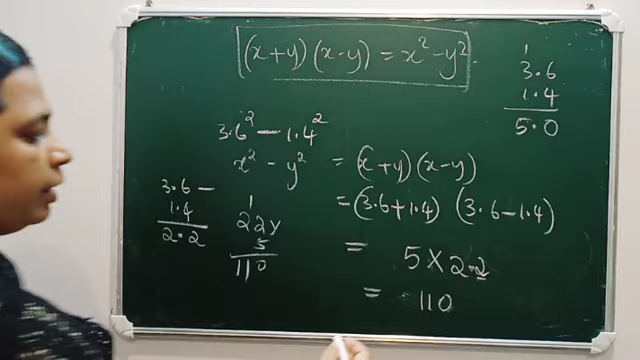 (x+y)(x-y) = x² - y²
1
3.6
1.4
5.0
3.6² - 1.4²
x² - y² = (x+y)(x-y)
= (3.6+1.4) (3.6-1.4)
3.6 -
1.4
2.2
1
22 ×
5
110
= 5 × 2.2
= 110